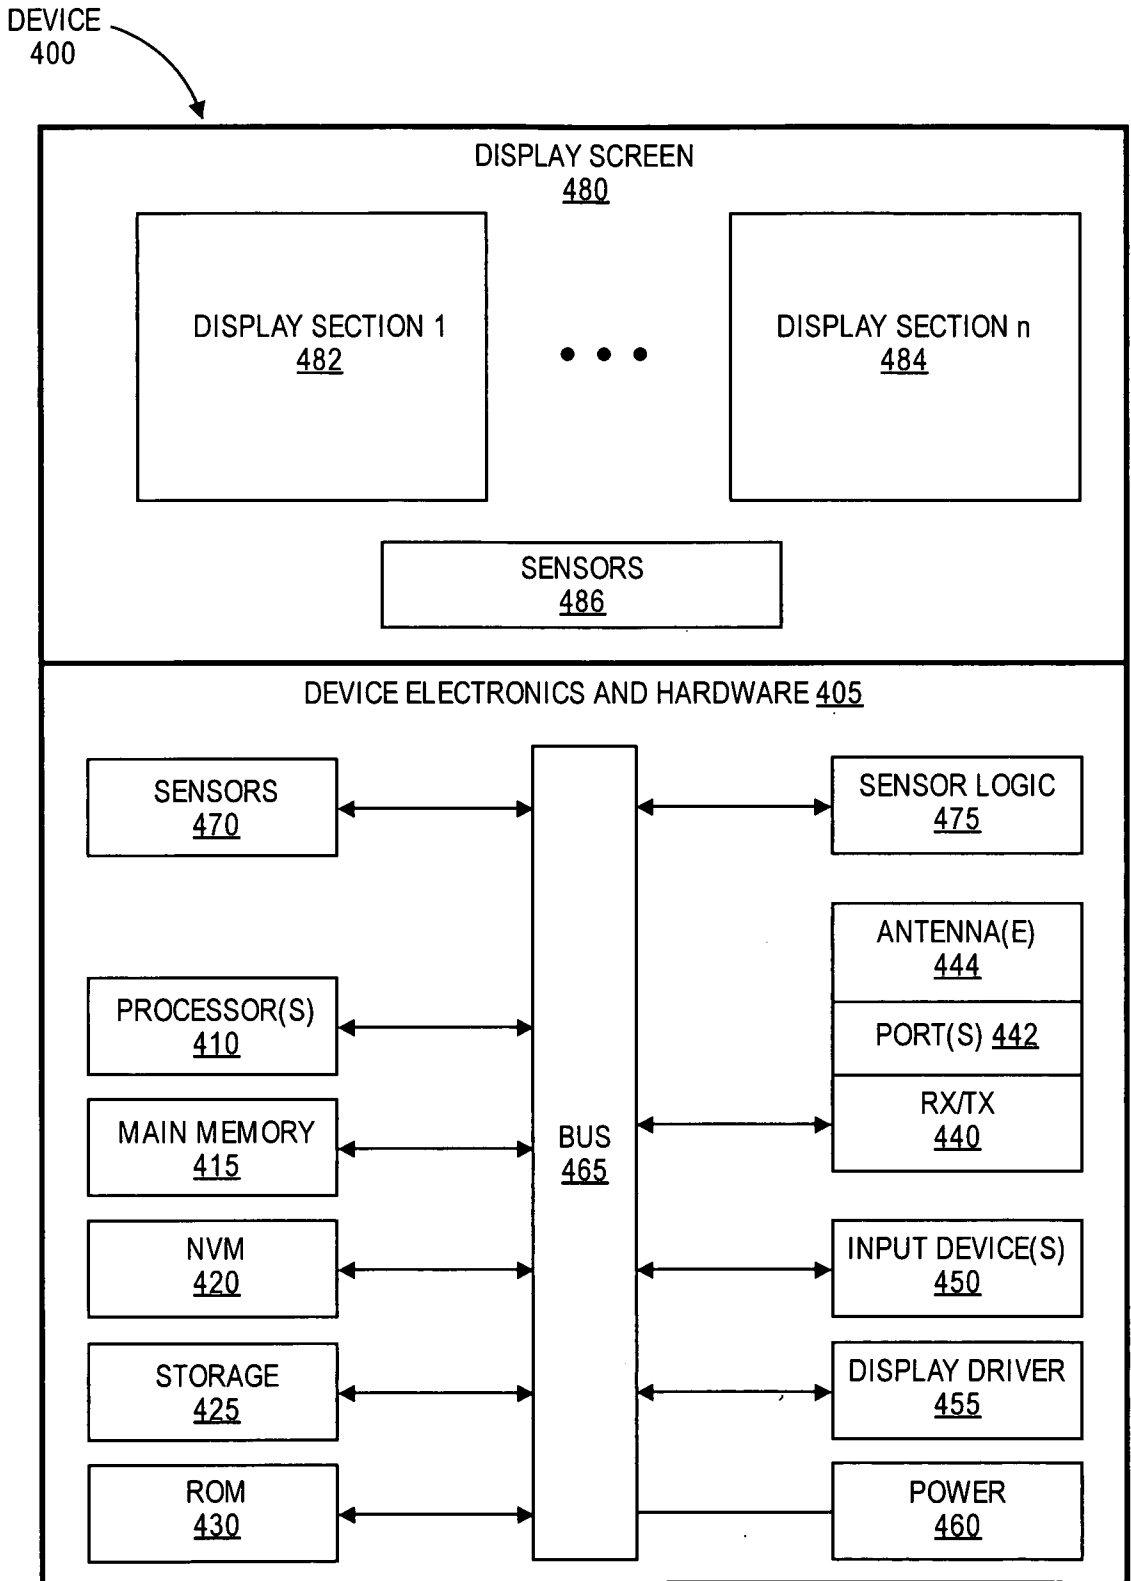 DEVICE
400
DISPLAY SCREEN
480
DISPLAY SECTION 1
482
DISPLAY SECTION n
484
SENSORS
486
DEVICE ELECTRONICS AND HARDWARE 405
SENSORS
470
SENSOR LOGIC
475
ANTENNA(E)
444
PROCESSOR(S)
410
PORT(S) 442
RX/TX
440
MAIN MEMORY
415
BUS
465
NVM
420
INPUT DEVICE(S)
450
STORAGE
425
DISPLAY DRIVER
455
ROM
430
POWER
460